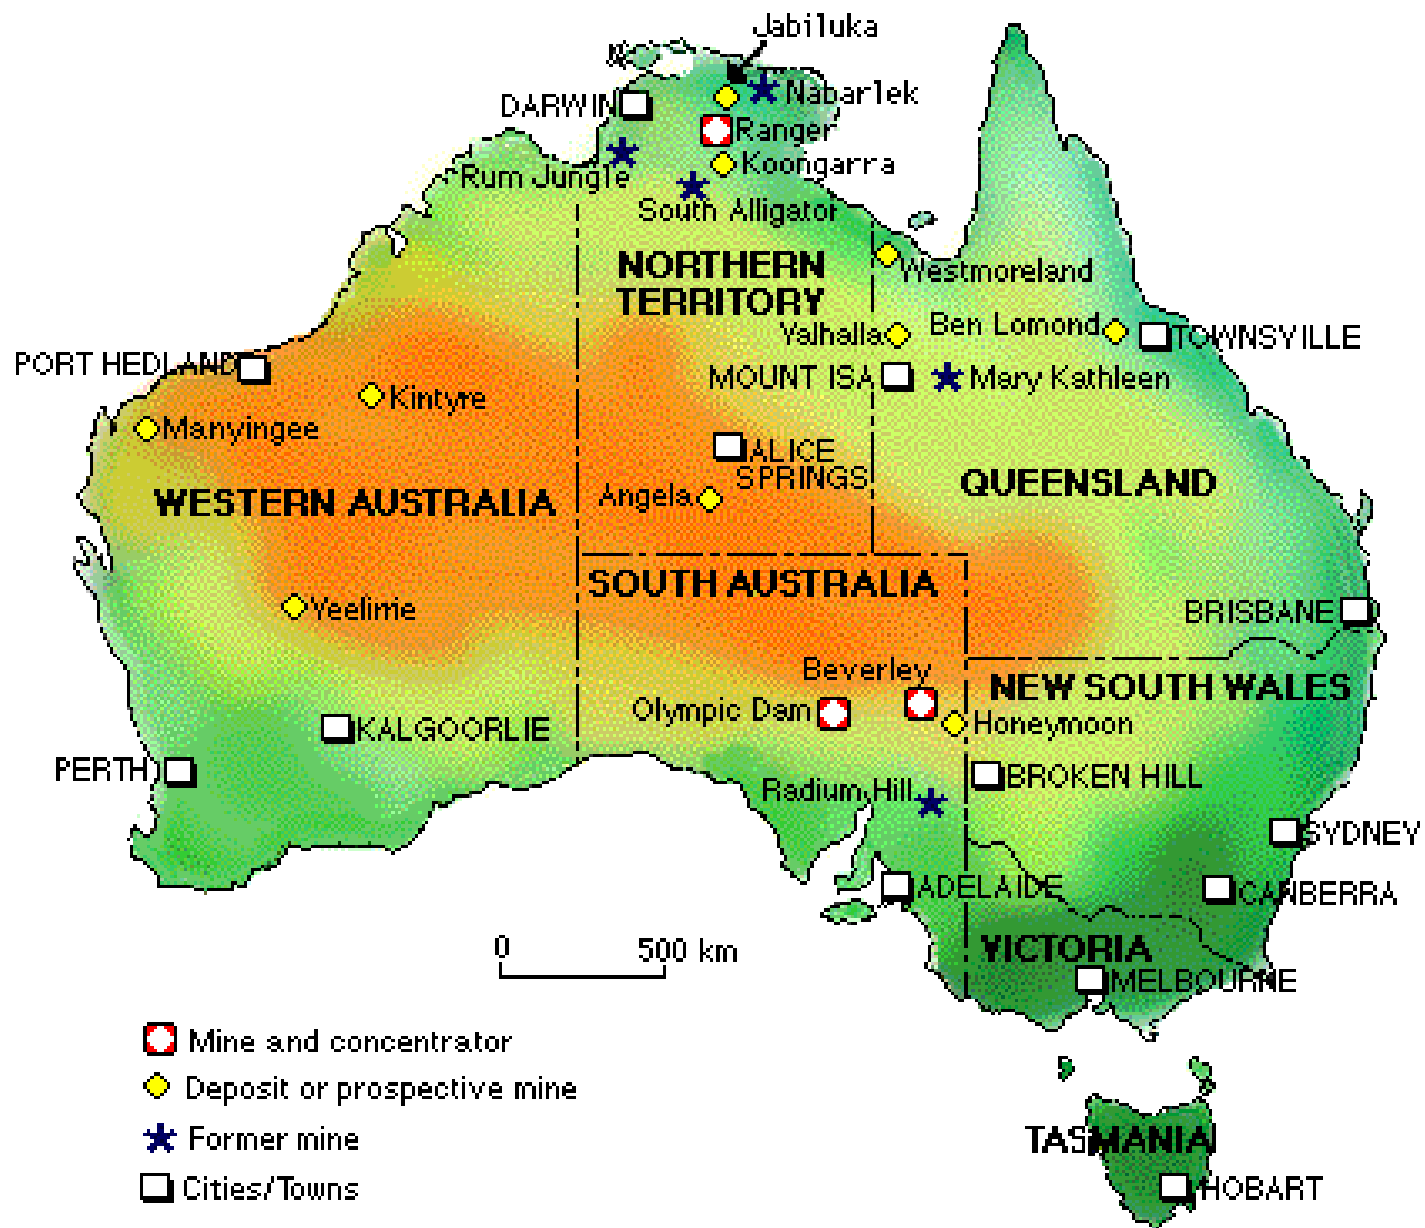 Jabiluka
Nabarlek
DARWIN
Ranger
Koongarra
Rum Jungle
South Alligator
NORTHERN
TERRITORY
Westmoreland
Valhalla
Ben Lomond
TOWNSVILLE
PORT HEDLAND
MOUNT ISA
Mary Kathleen
Kintyre
Manyingee
ALICE
SPRINGS
QUEENSLAND
WESTERN AUSTRALIA
Angela
SOUTH AUSTRALIA
Yeelirrie
BRISBANE
Beverley
NEW SOUTH WALES
Olympic Dam
Honeymoon
KALGOORLIE
PERTH
BROKEN HILL
Radium Hill
SYDNEY
ADELAIDE
CANBERRA
VICTORIA
0 500 km
MELBOURNE
Mine and concentrator
Deposit or prospective mine
Former mine
TASMANIA
Cities/Towns
HOBART